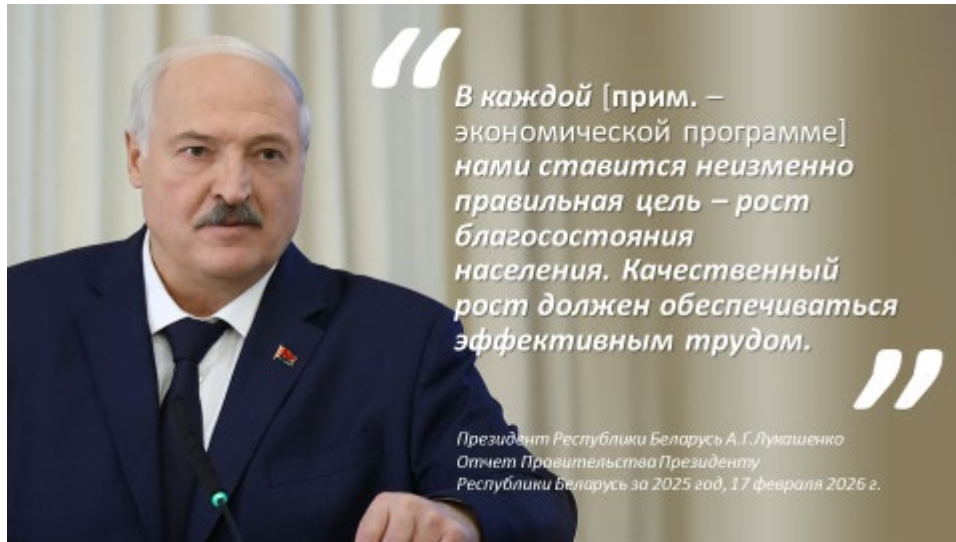 “
В каждой [прим. –
экономической программе]
нами ставится неизменно
правильная цель – рост
благосостояния
населения. Качественный
рост должен обеспечиваться
эффективным трудом.
”
Президент Республики Беларусь А.Г.Лукашенко
Отчет Правительства Президенту
Республики Беларусь за 2025 год, 17 февраля 2026 г.